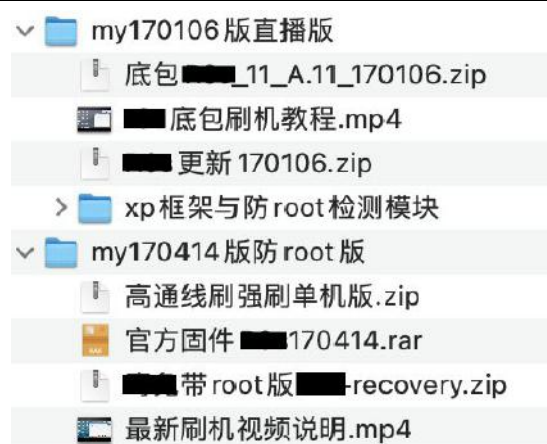 my170106版直播版
底包_11_A.11_170106.zip
底包刷机教程.mp4
更新170106.zip
xp框架与防root检测模块
my170414版防root版
高通线刷强刷单机版.zip
官方固件170414.rar
带root版-recovery.zip
最新刷机视频说明.mp4